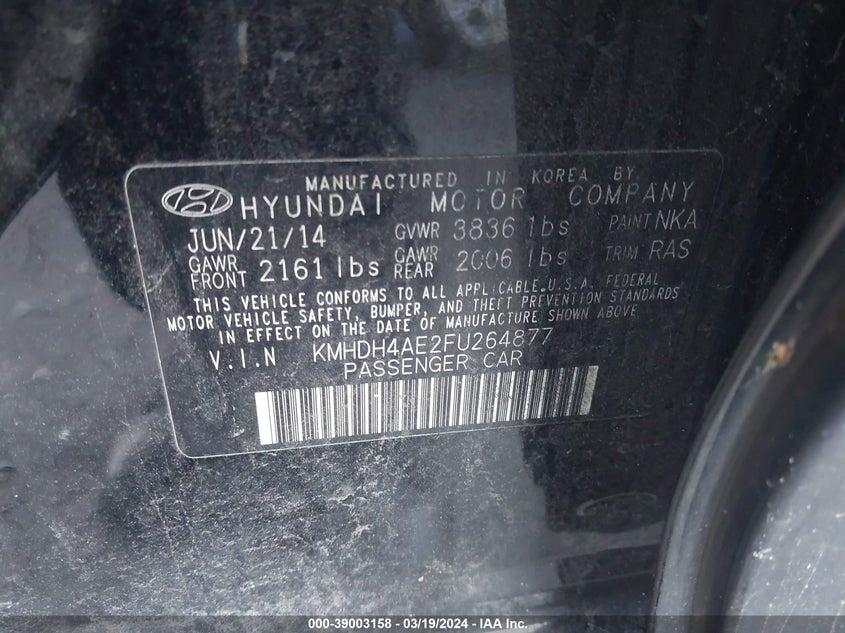 MANUFACTURED IN KOREA BY
HYUNDAI MOTOR COMPANY
JUN/21/14 GVWR 3836 lbs PAINT NKA
GAWR FRONT 2161 lbs GAWR REAR 2006 lbs TRIM RAS
THIS VEHICLE CONFORMS TO ALL APPLICABLE U.S.A. FEDERAL
MOTOR VEHICLE SAFETY, BUMPER, AND THEFT PREVENTION STANDARDS
IN EFFECT ON THE DATE OF MANUFACTURE SHOWN ABOVE
V.I.N KMHDH4AE2FU264877
PASSENGER CAR
000-39003158 - 03/19/2024 - IAA Inc.